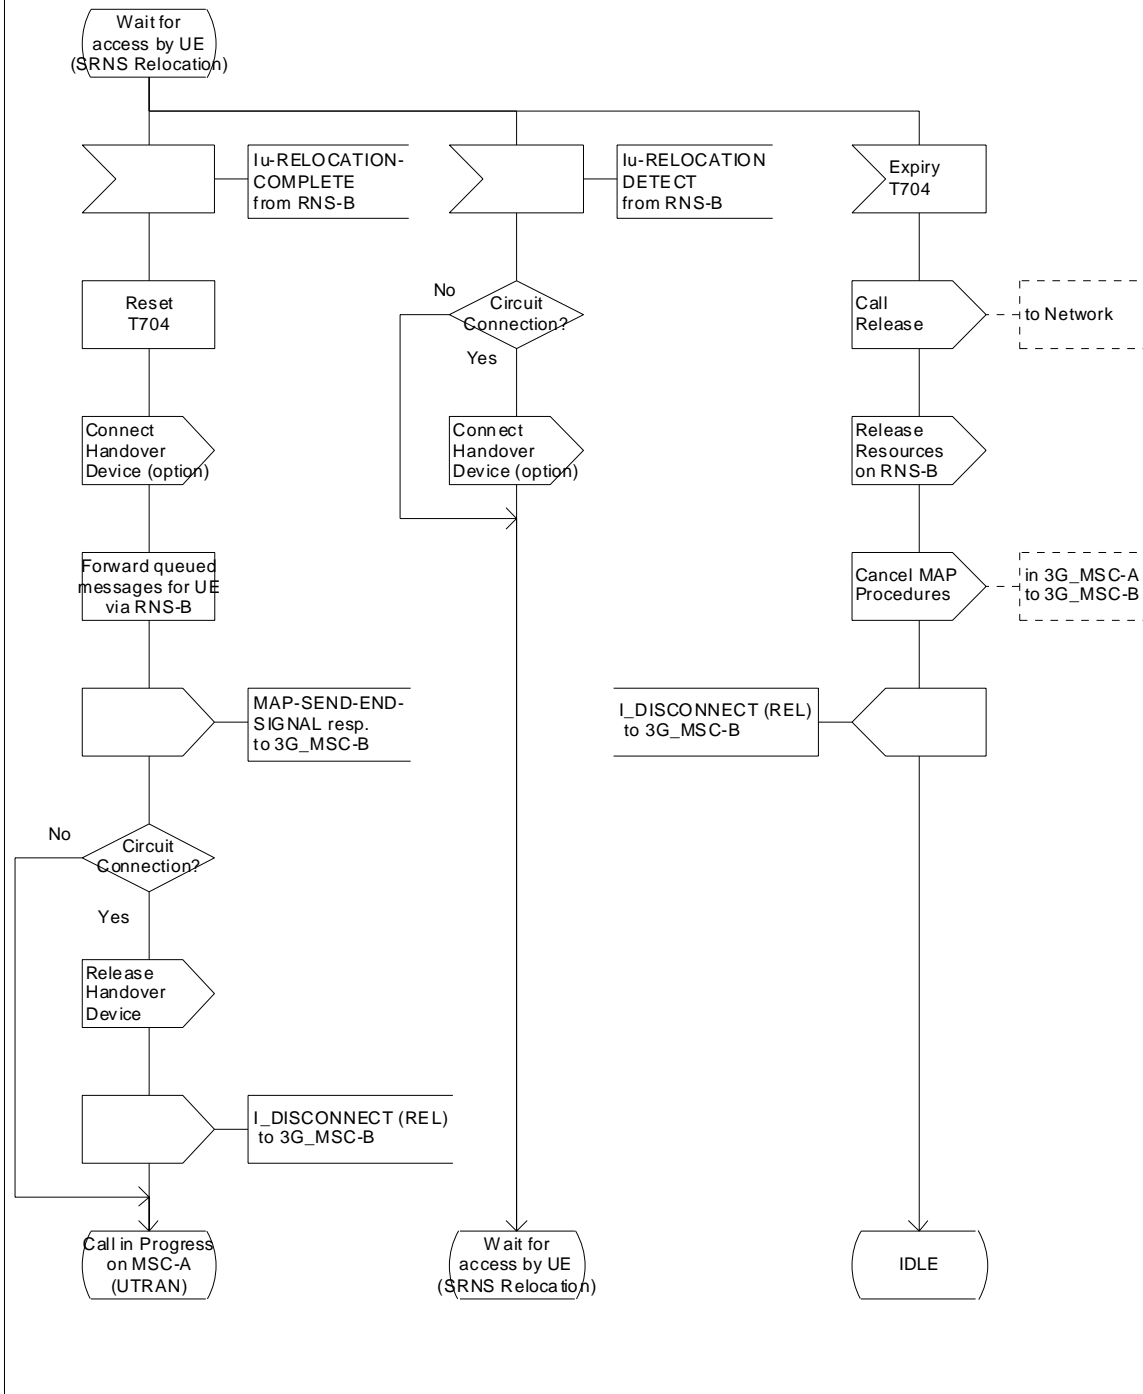 Wait for
access by UE
(SRNS Relocation)
Iu-RELOCATION-
COMPLETE
from RNS-B
Iu-RELOCATION
DETECT
from RNS-B
Expiry
T704
Reset
T704
No
Circuit
Connection?
Yes
Call
Release
to Network
Connect
Handover
Device (option)
Connect
Handover
Device (option)
Release
Resources
on RNS-B
Forward queued
messages for UE
via RNS-B
Cancel MAP
Procedures
in 3G_MSC-A
to 3G_MSC-B
MAP-SEND-END-
SIGNAL resp.
to 3G_MSC-B
I_DISCONNECT (REL)
to 3G_MSC-B
No
Circuit
Connection?
Yes
Release
Handover
Device
I_DISCONNECT (REL)
to 3G_MSC-B
Call in Progress
on MSC-A
(UTRAN)
Wait for
access by UE
(SRNS Relocation)
IDLE